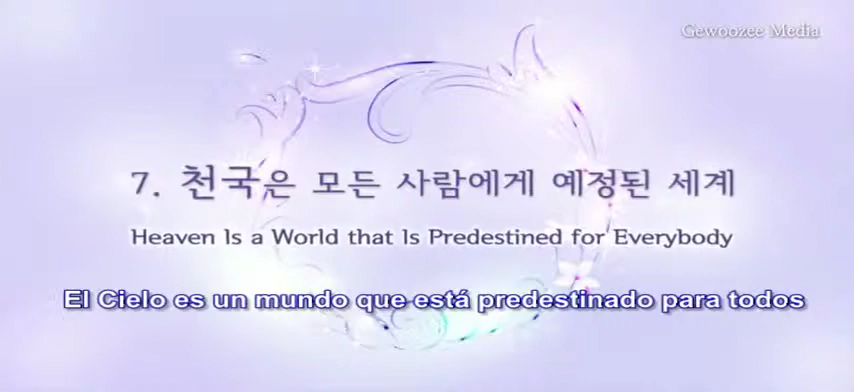 Gewoozee Media
7. 천국은 모든 사람에게 예정된 세계
Heaven Is a World that Is Predestined for Everybody
El Cielo es un mundo que está predestinado para todos